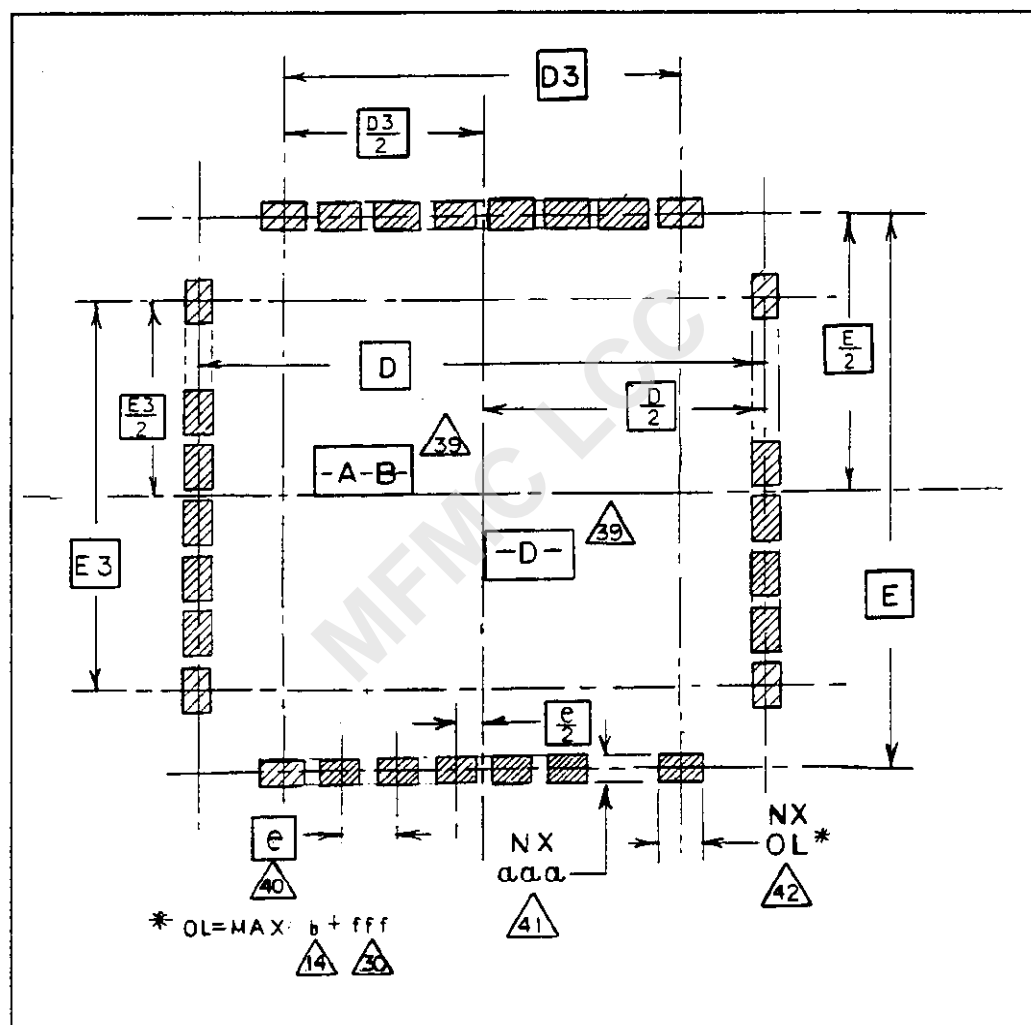 D3
D3
2
E
2
D
D
2
E3
2
39
-A-B-
39
-D-
E3
E
e
2
e
40
NX
aaa
41
NX
OL*
42
* OL=MAX b + fff
14 30
MFMC LCC